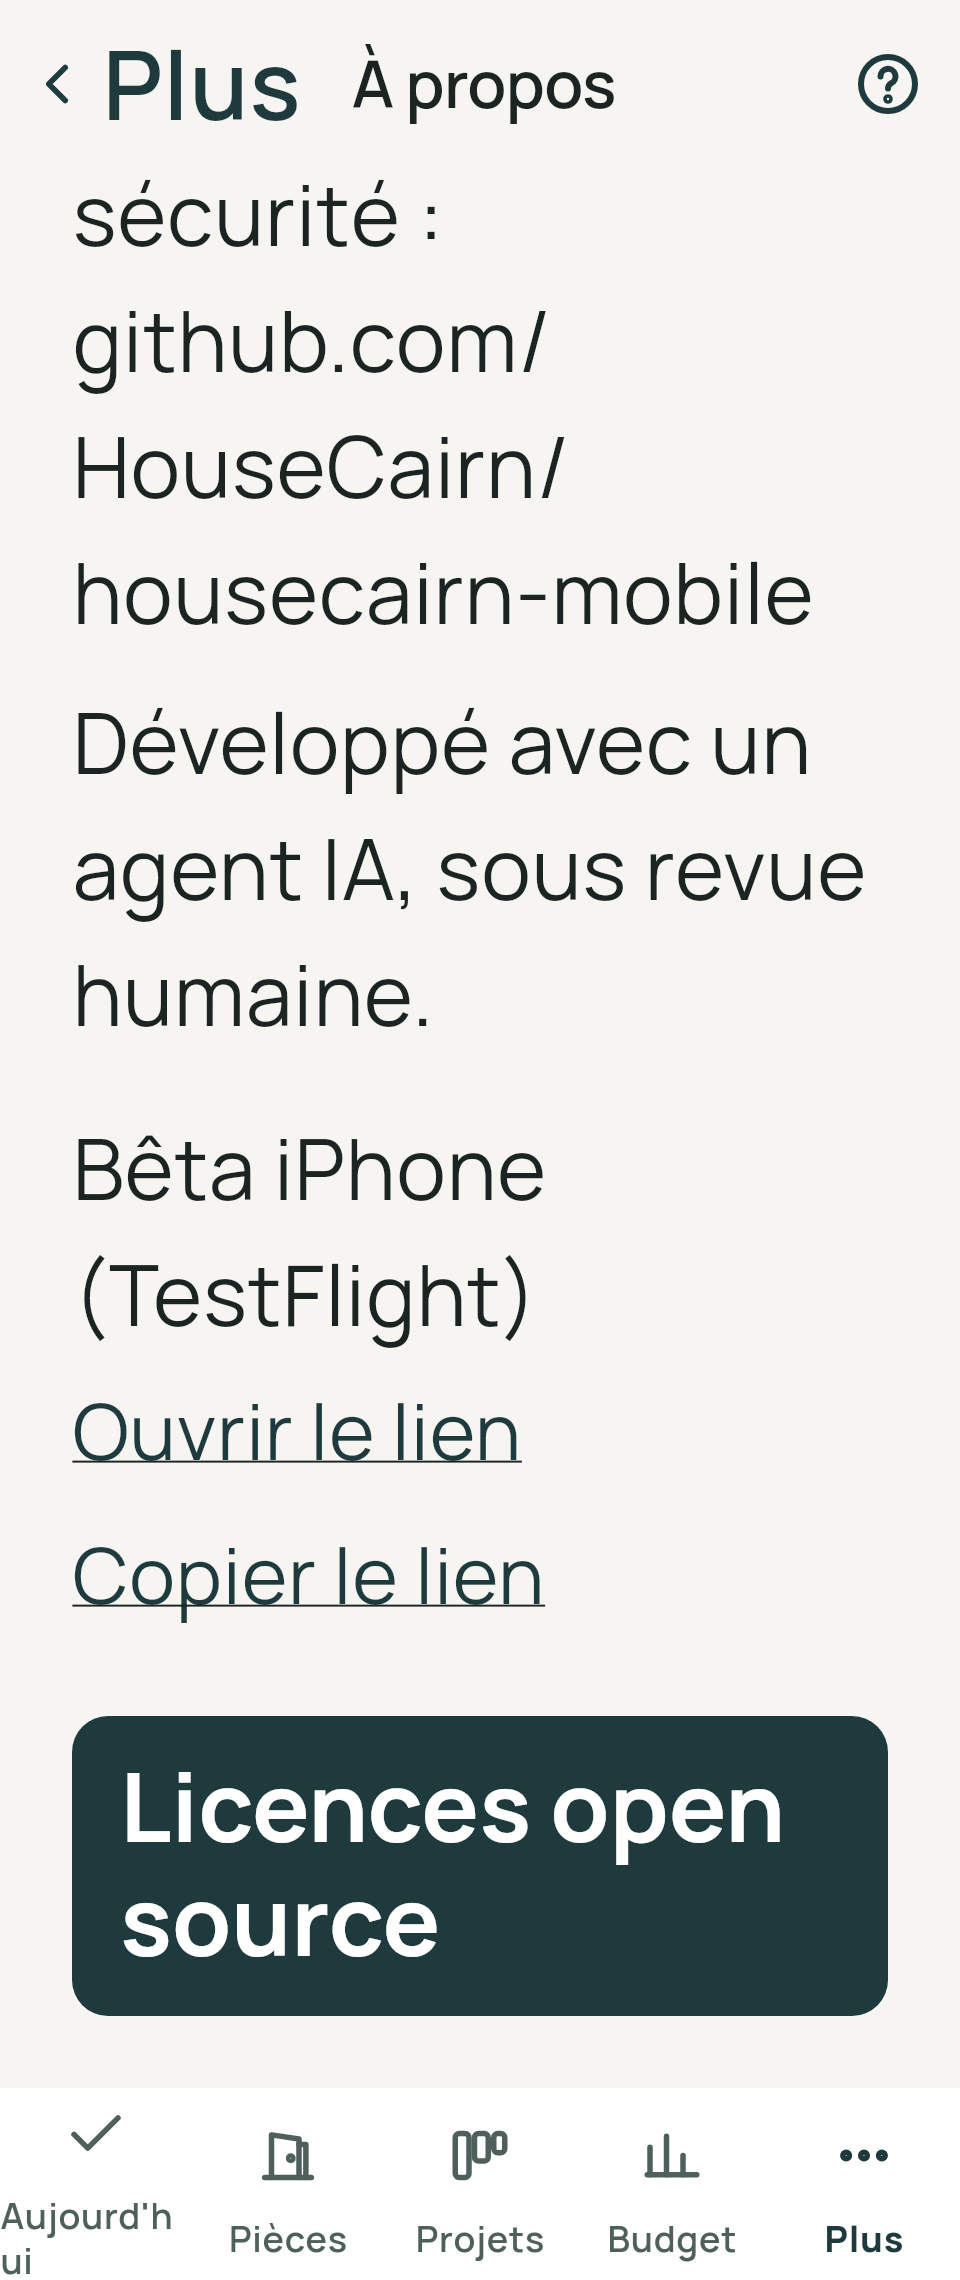 Plus À propos
sécurité :
github.com/
HouseCairn/
housecairn-mobile
Développé avec un
agent IA, sous revue
humaine.
Bêta iPhone
(TestFlight)
Ouvrir le lien
Copier le lien
Licences open
source
Aujourd'h
ui
Pièces
Projets
Budget
Plus